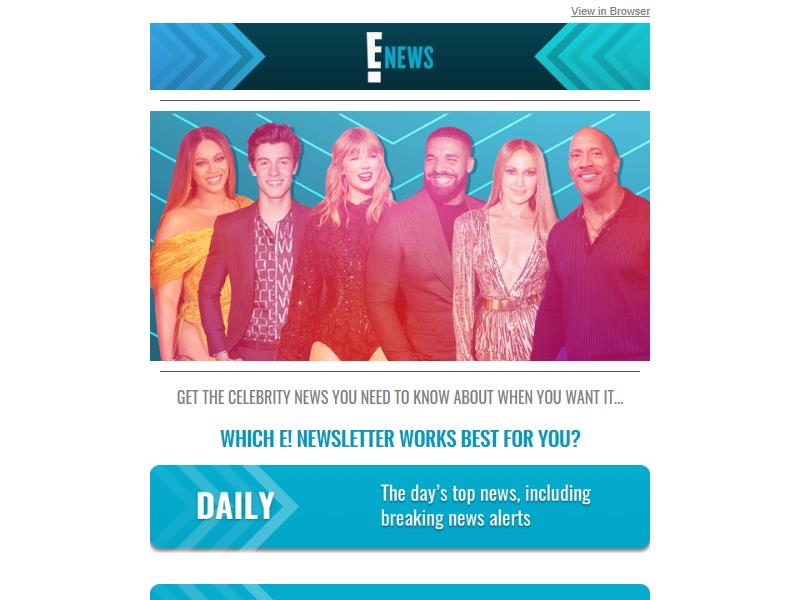 View in Browser
E! NEWS
GET THE CELEBRITY NEWS YOU NEED TO KNOW ABOUT WHEN YOU WANT IT...
WHICH E! NEWSLETTER WORKS BEST FOR YOU?
DAILY
The day's top news, including
breaking news alerts